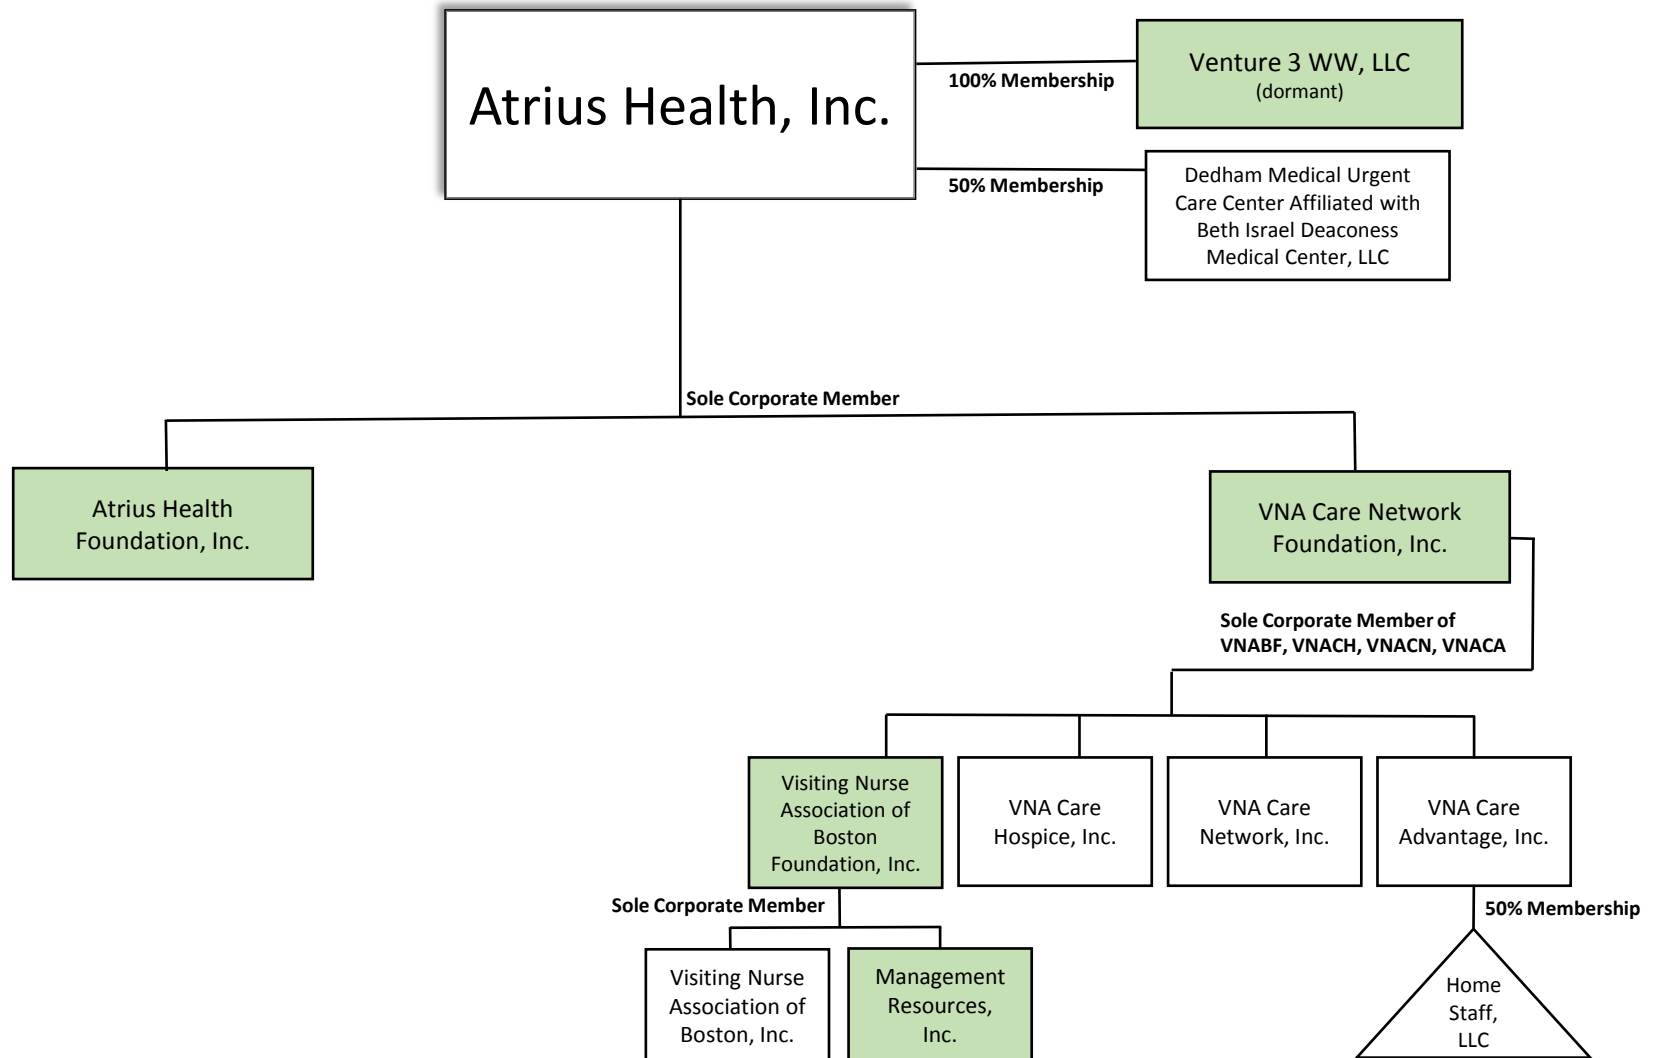 Atrius Health, Inc.
100% Membership
Venture 3 WW, LLC
(dormant)
50% Membership
Dedham Medical Urgent
Care Center Affiliated with
Beth Israel Deaconess
Medical Center, LLC
Sole Corporate Member
Atrius Health
Foundation, Inc.
VNA Care Network
Foundation, Inc.
Sole Corporate Member of
VNABF, VNACH, VNACN, VNACA
Visiting Nurse
Association of
Boston
Foundation, Inc.
VNA Care
Hospice, Inc.
VNA Care
Network, Inc.
VNA Care
Advantage, Inc.
Sole Corporate Member
50% Membership
Visiting Nurse
Association of
Boston, Inc.
Management
Resources,
Inc.
Home
Staff,
LLC